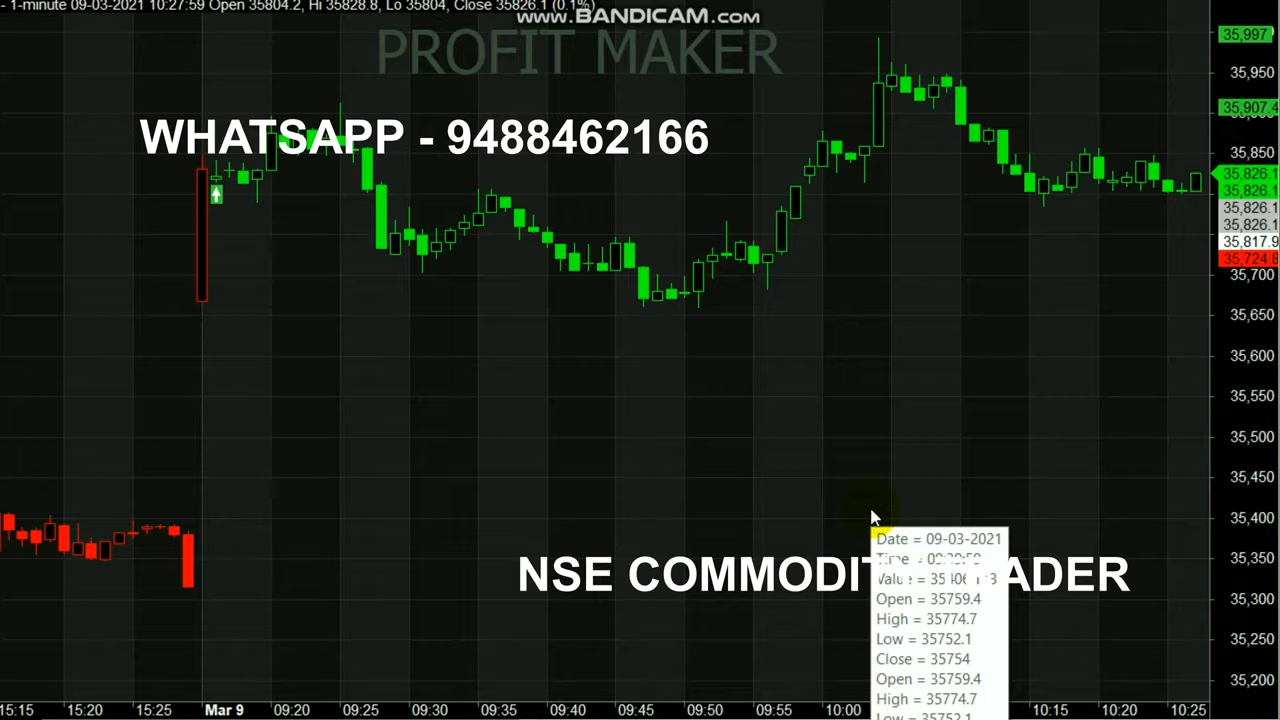 - 1-minute 09-03-2021 10:27:59 Open 35804.2, Hi 35828.8, Lo 35804, Close 35826.1 (0.1%)
www.BANDICAM.com
PROFIT MAKER
WHATSAPP - 9488462166
35,997
35,950
35,907.4
35,850
35,826.1
35,826.1
35,826.1
35,826.1
35,817.9
35,724.8
35,700
35,650
35,600
35,550
35,500
35,450
35,400
35,350
35,300
35,250
35,200
NSE COMMODIT ADER
Date = 09-03-2021
Open = 35759.4
High = 35774.7
Low = 35752.1
Close = 35754
Open = 35759.4
High = 35774.7
Low = 35752.1
15:15 15:20 15:25 Mar 9 09:20 09:25 09:30 09:35 09:40 09:45 09:50 09:55 10:00 10:10 10:15 10:20 10:25